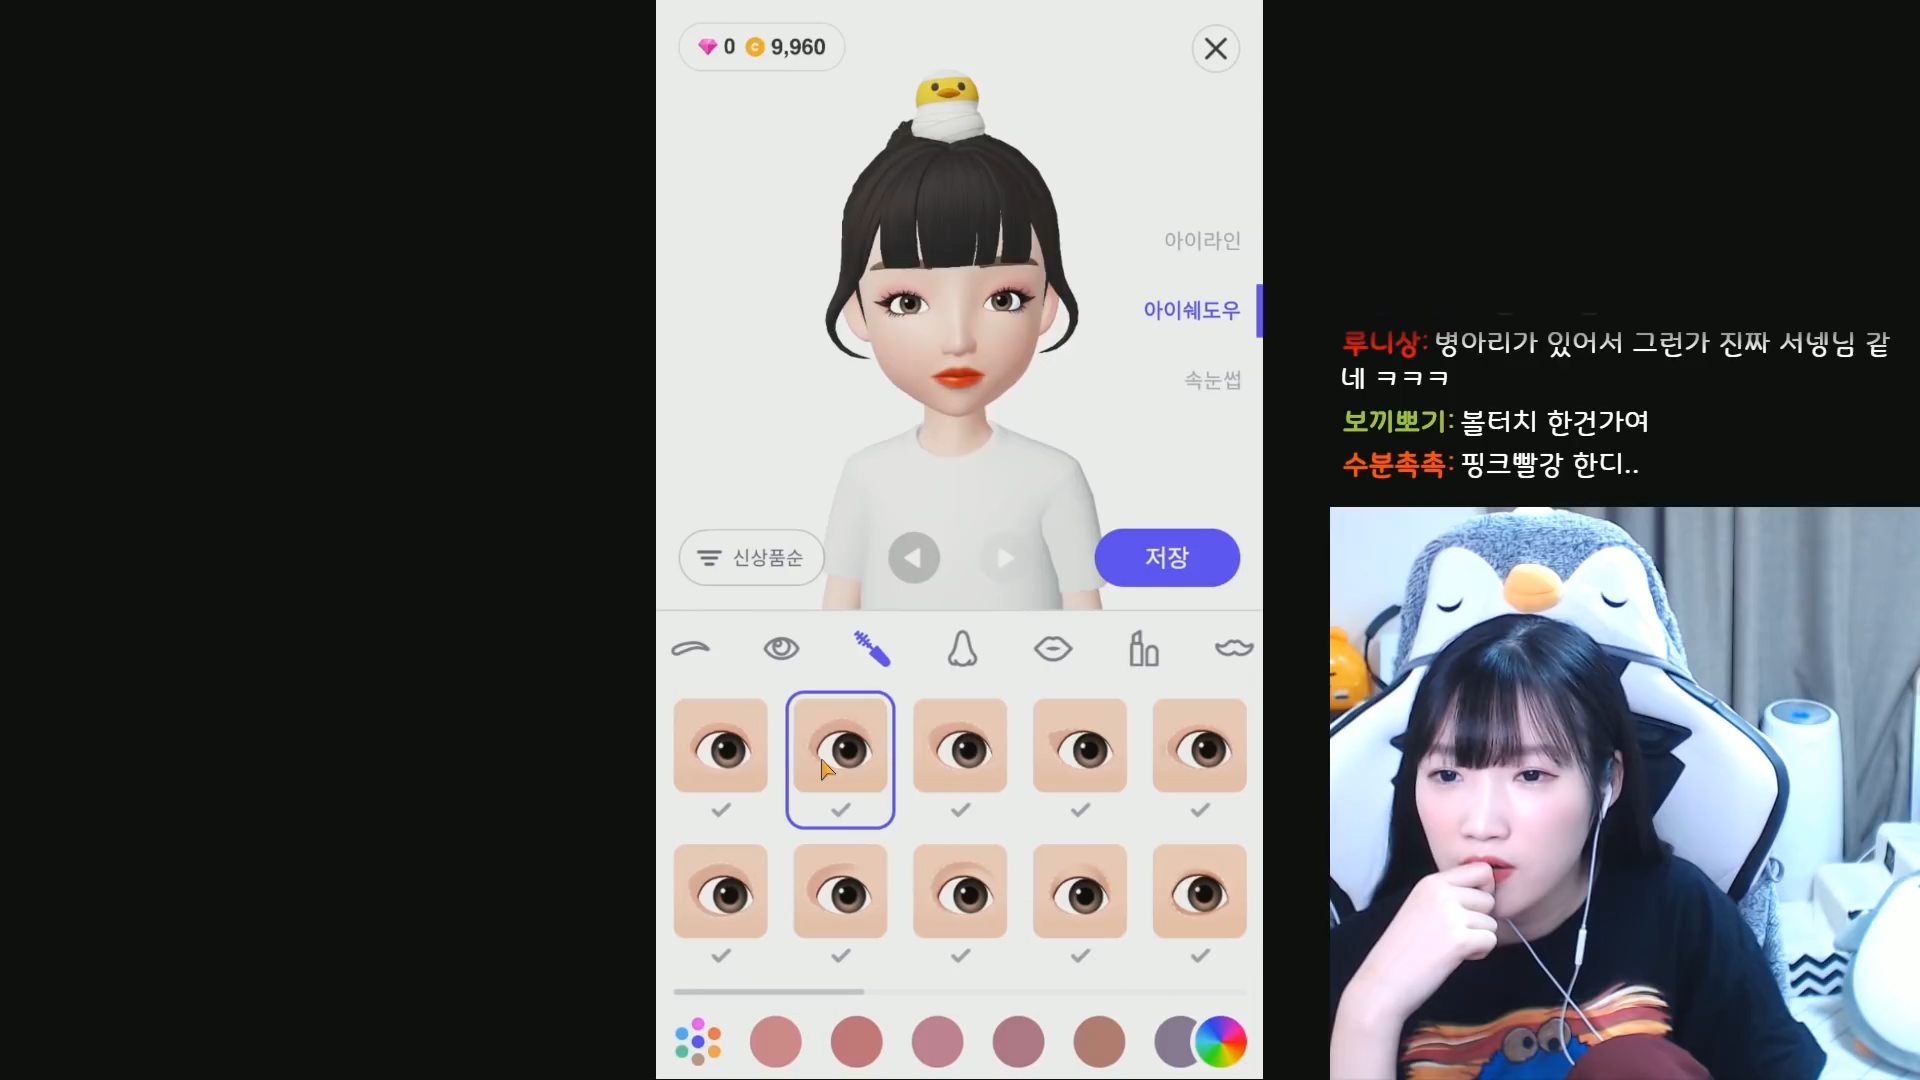 0 9,960
아이라인
아이쉐도우
속눈썹
신상품순
저장
루니상: 병아리가 있어서 그런가 진짜 서넹님 같
네 ㅋㅋㅋ
보끼뽀기: 볼터치 한건가여
수분촉촉: 핑크빨강 한디..